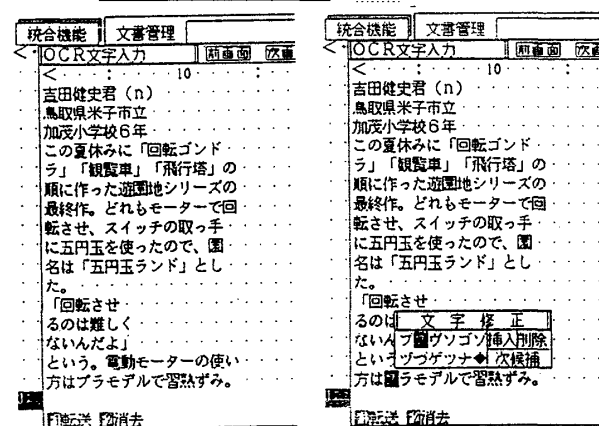 統合機能 文書管理
OCR文字入力 前画面 次画
<・・・・:・・・・10・・・・:
吉田健史君(n)
鳥取県米子市立
加茂小学校6年
この夏休みに「回転ゴンド
ラ」「観覧車」「飛行塔」の
順に作った遊園地シリーズの
最終作。どれもモーターで回
転させ、スイッチの取っ手
に五円玉を使ったので、園
名は「五円玉ランド」とし
た。
「回転させ
るのは難しく
ないんだよ」
という。電動モーターの使い
方はプラモデルで習熟ずみ。
転送 消去
統合機能 文書管理
OCR文字入力 前画面 次画
<・・・・:・・・・10・・・・:
吉田健史君(n)
鳥取県米子市立
加茂小学校6年
この夏休みに「回転ゴンド
ラ」「観覧車」「飛行塔」の
順に作った遊園地シリーズの
最終作。どれもモーターで回
転させ、スイッチの取っ手
に五円玉を使ったので、園
名は「五円玉ランド」とし
た。
「回転させ
るのは 文字修正
ないん ヴソゴソ 挿入 削除
という ヅづゲツナ◆ 次候補
方は ラモデルで習熟ずみ。
転送 消去